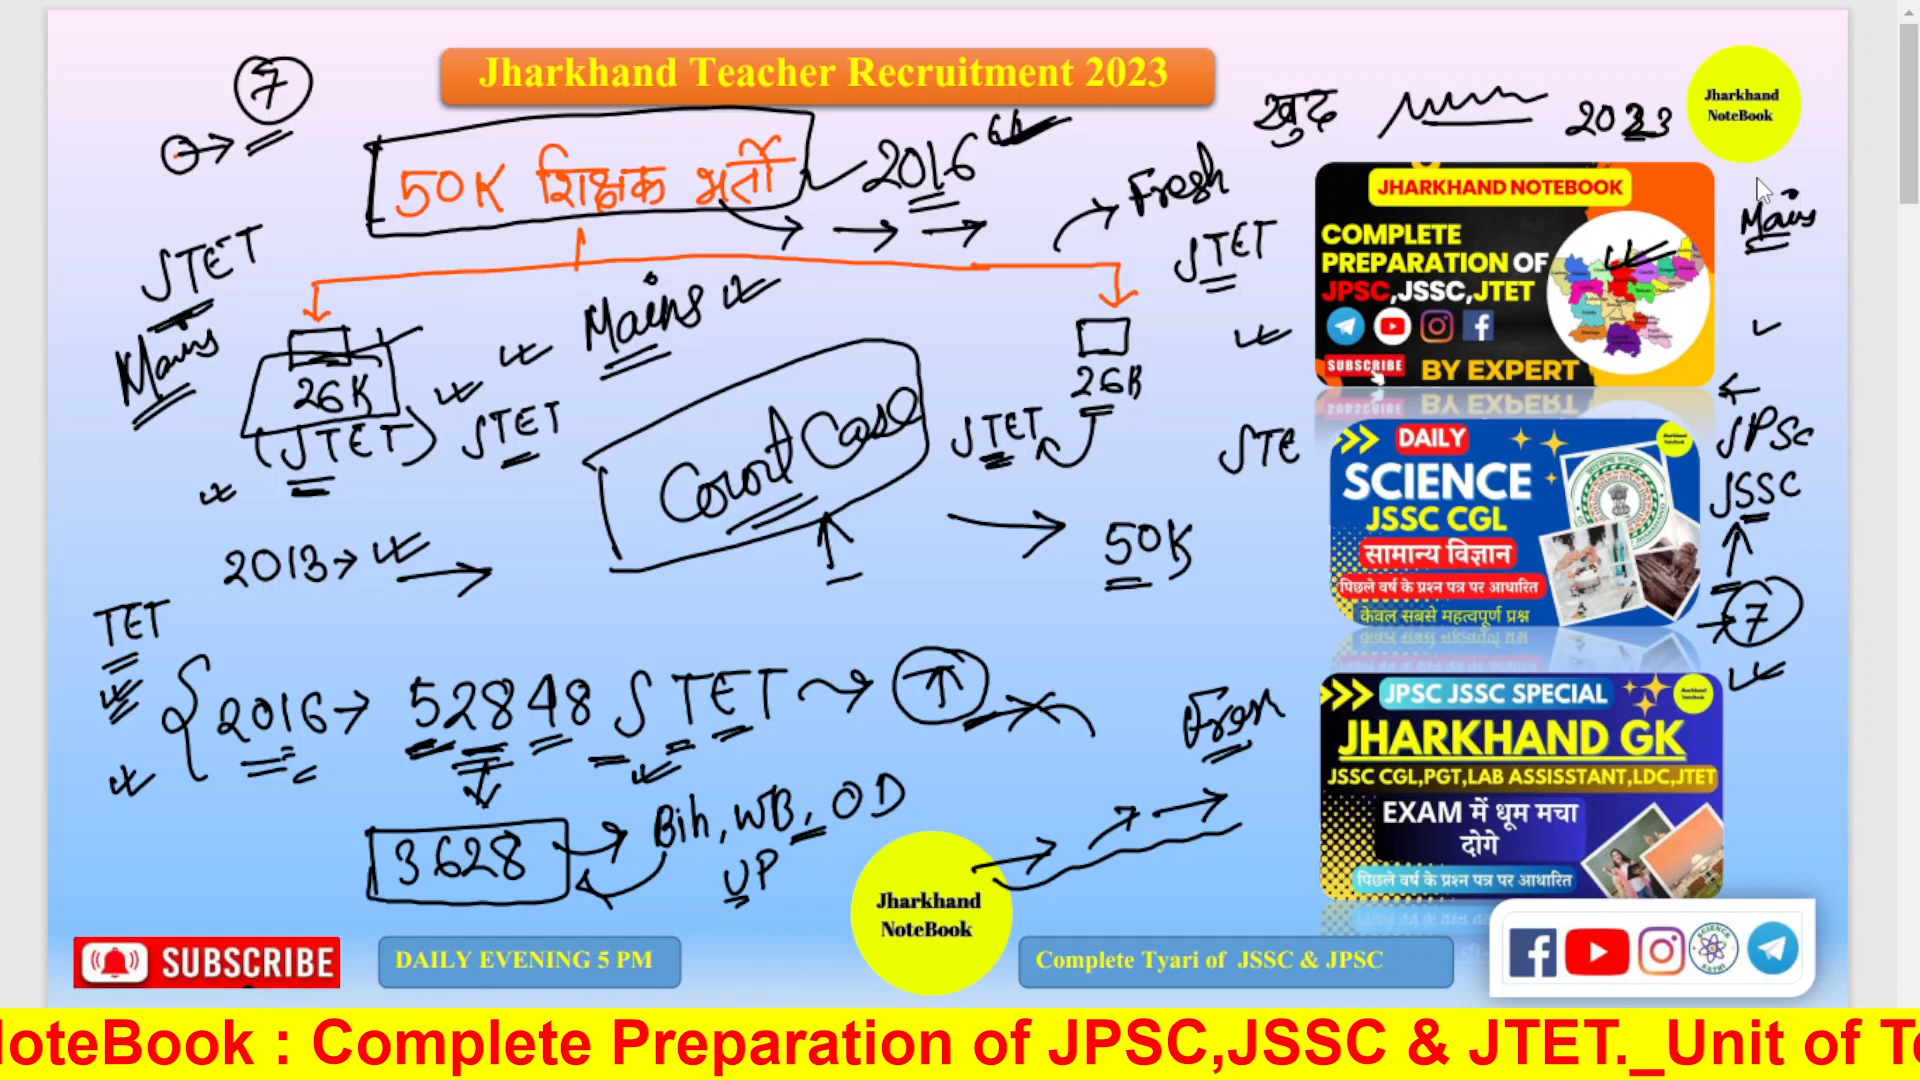 Jharkhand Teacher Recruitment 2023
7
50K शिक्षक भर्ती
2016
Fresh
खुद
2023
Jharkhand
NoteBook
JTET
Mains
26K
(JTET)
JTET
Mains
Court Case
JTET
26K
JTET
JTE
50K
2013
TET
2016 → 52848 JTET
3628
Bih, WB, OD
UP
Fresh
Mains
JPSC
JSSC
7
JHARKHAND NOTEBOOK
COMPLETE
PREPARATION OF
JPSC,JSSC,JTET
SUBSCRIBE
BY EXPERT
DAILY
SCIENCE
JSSC CGL
सामान्य विज्ञान
पिछले वर्ष के प्रश्न पत्र पर आधारित
केवल सबसे महत्वपूर्ण प्रश्न
JPSC JSSC SPECIAL
JHARKHAND GK
JSSC CGL,PGT,LAB ASSISSTANT,LDC,JTET
EXAM में धूम मचा
दोगे
पिछले वर्ष के प्रश्न पत्र पर आधारित
Jharkhand
NoteBook
SUBSCRIBE
DAILY EVENING 5 PM
Complete Tyari of JSSC & JPSC
NoteBook : Complete Preparation of JPSC,JSSC & JTET._Unit of Te